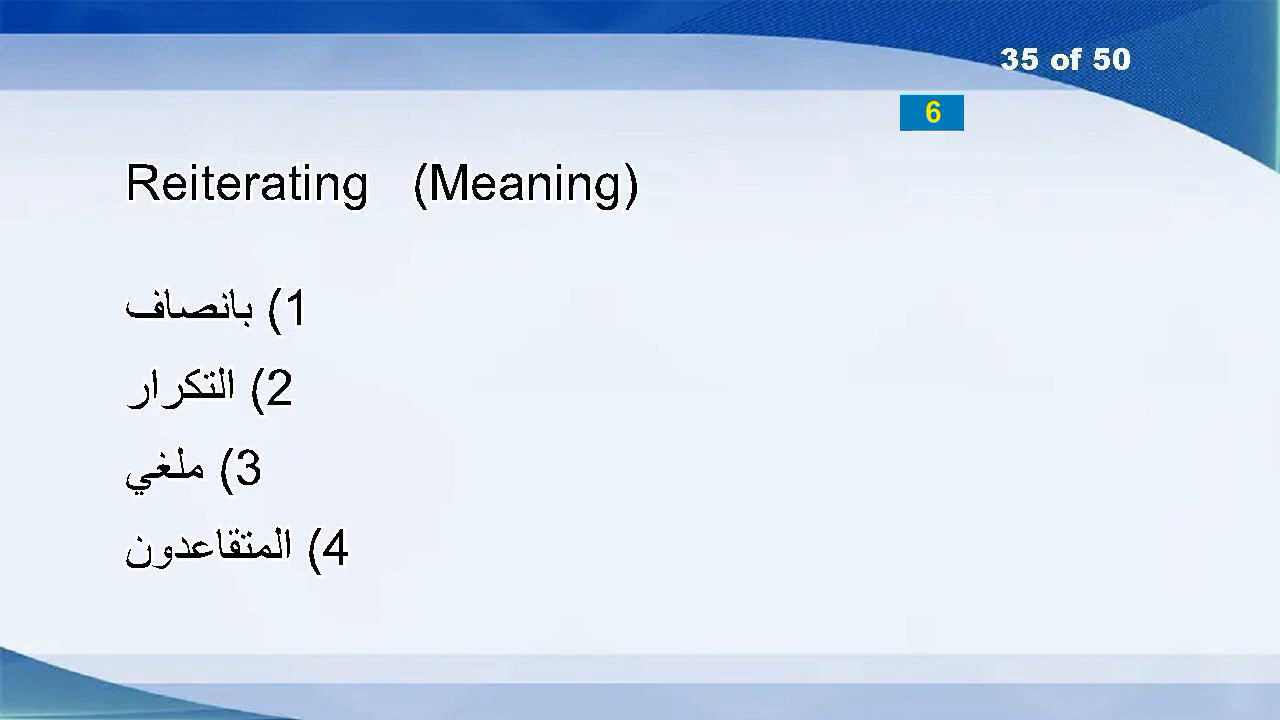 35 of 50
6
Reiterating (Meaning)
1) بانصاف
2) التكرار
3) ملغي
4) المتقاعدون